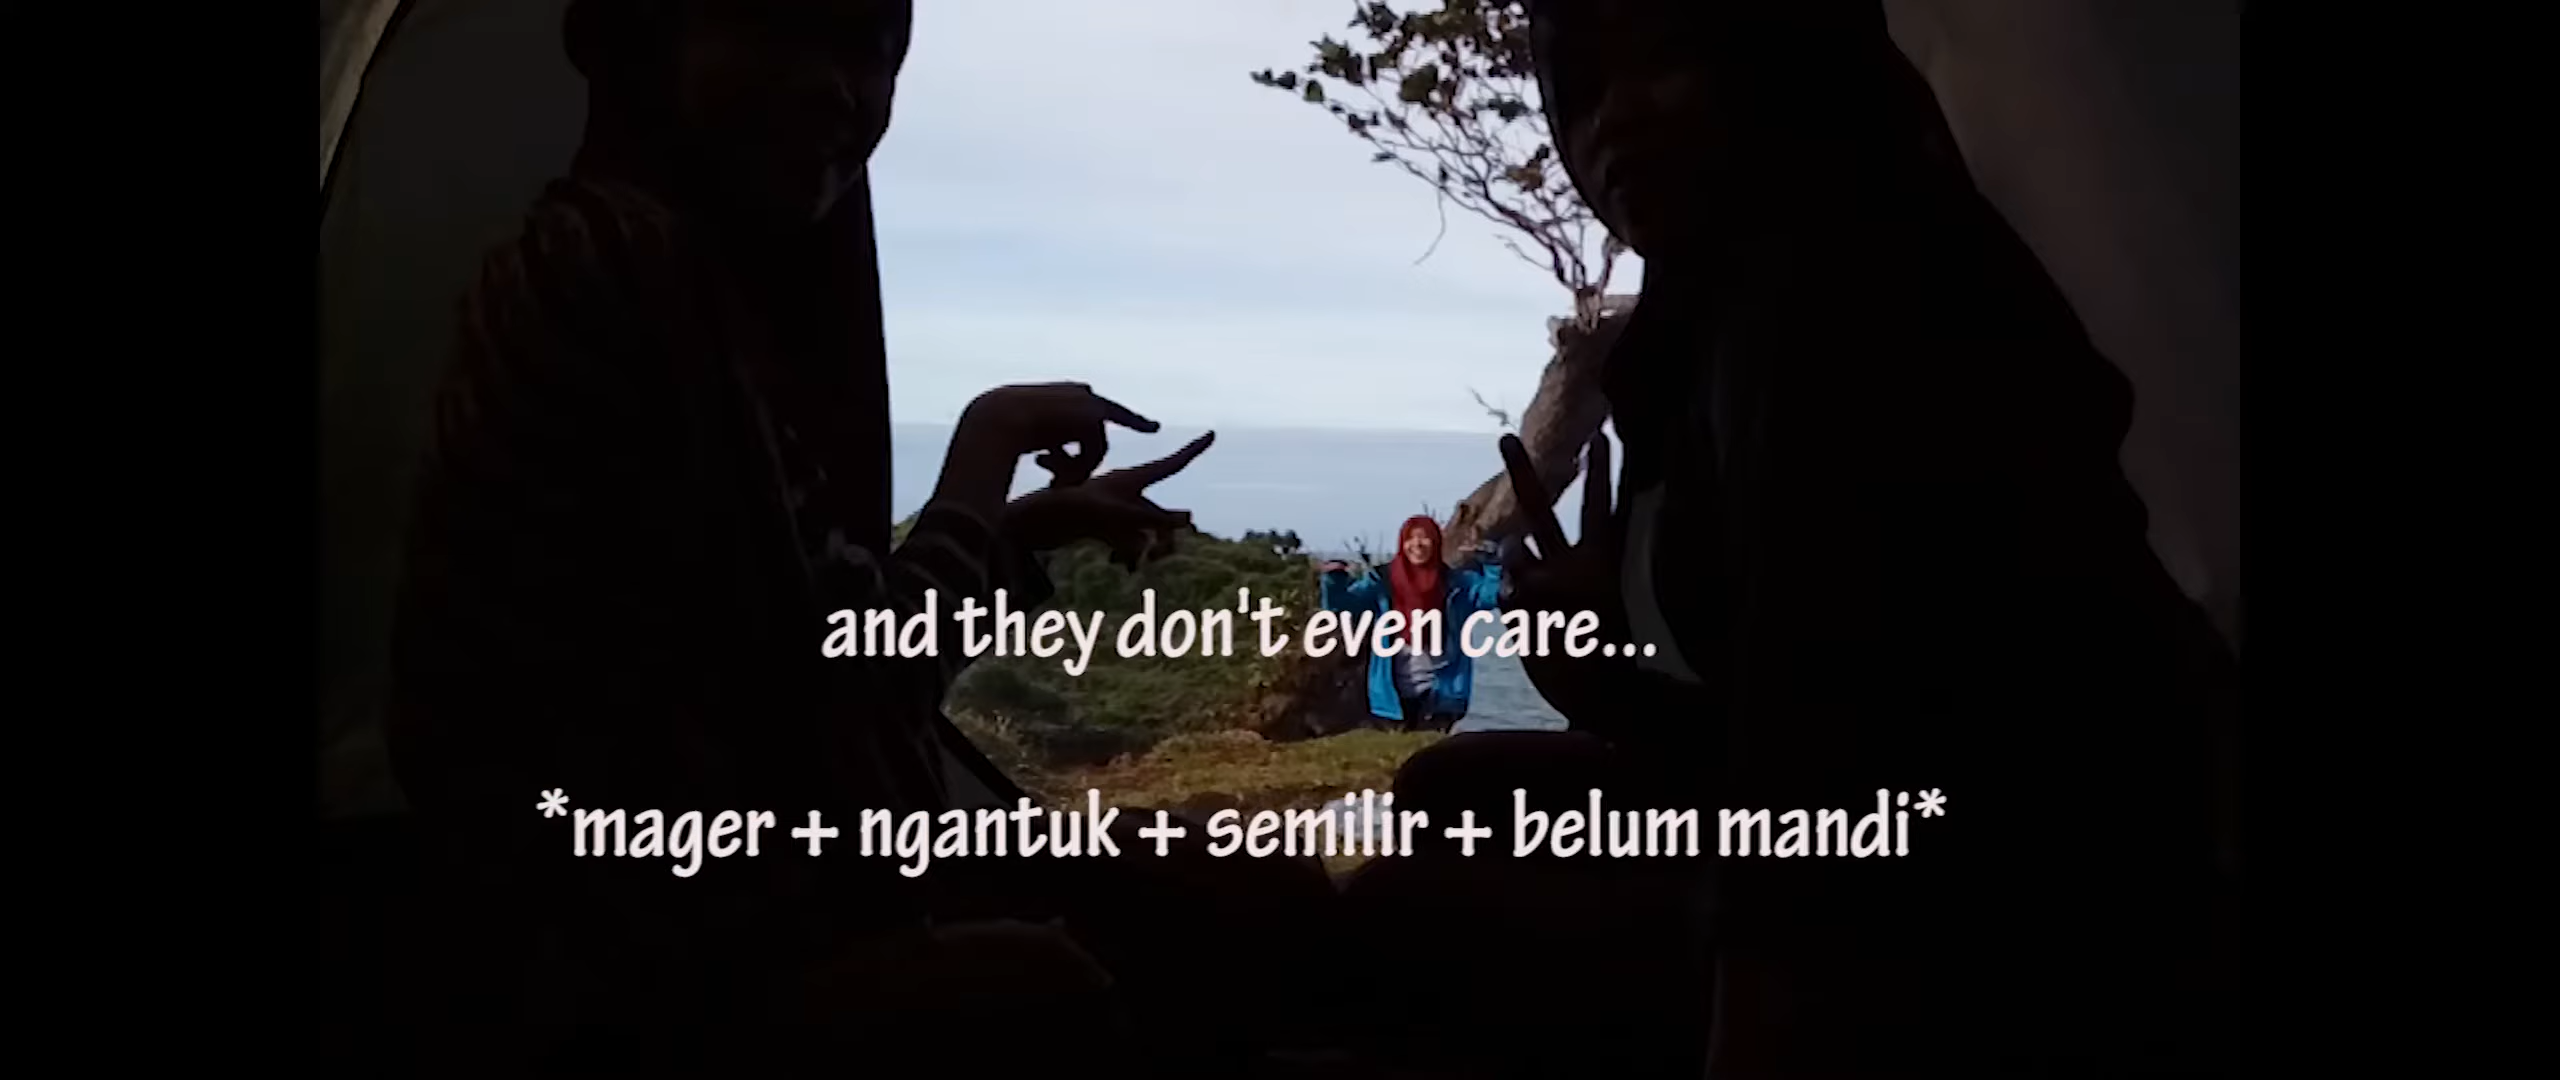 and they don't even care...
*mager + ngantuk + semilir + belum mandi*